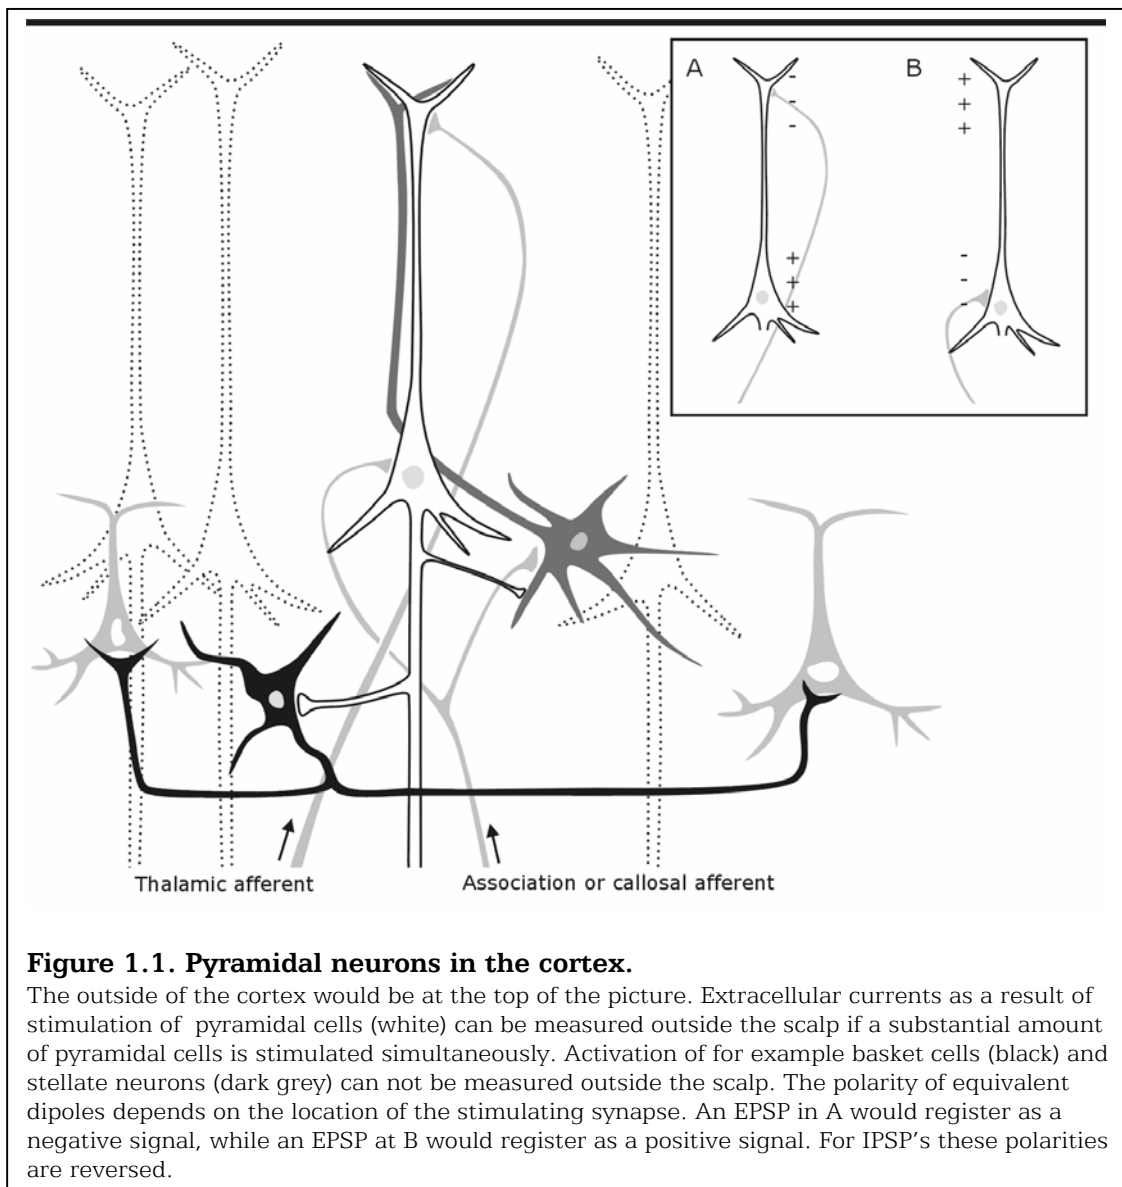 A
B
-
-
-
+
+
+
+
+
+
-
-
-
Thalamic afferent
Association or callosal afferent
Figure 1.1. Pyramidal neurons in the cortex.
The outside of the cortex would be at the top of the picture. Extracellular currents as a result of
stimulation of  pyramidal cells (white) can be measured outside the scalp if a substantial amount
of pyramidal cells is stimulated simultaneously. Activation of for example basket cells (black) and
stellate neurons (dark grey) can not be measured outside the scalp. The polarity of equivalent
dipoles depends on the location of the stimulating synapse. An EPSP in A would register as a
negative signal, while an EPSP at B would register as a positive signal. For IPSP's these polarities
are reversed.